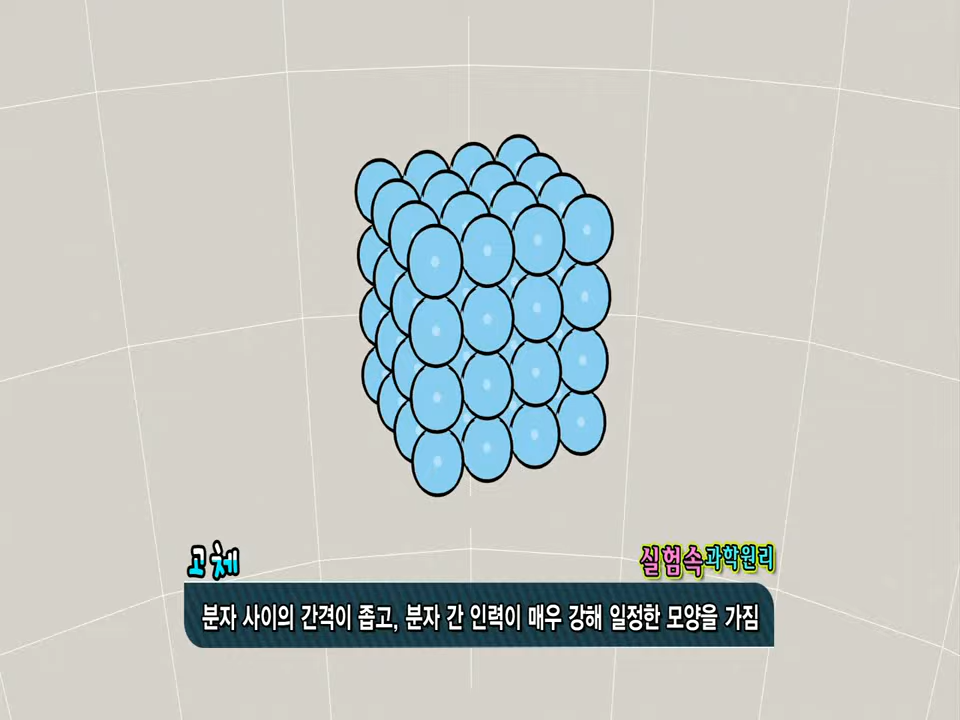 고체
실험속과학원리
분자 사이의 간격이 좁고, 분자 간 인력이 매우 강해 일정한 모양을 가짐